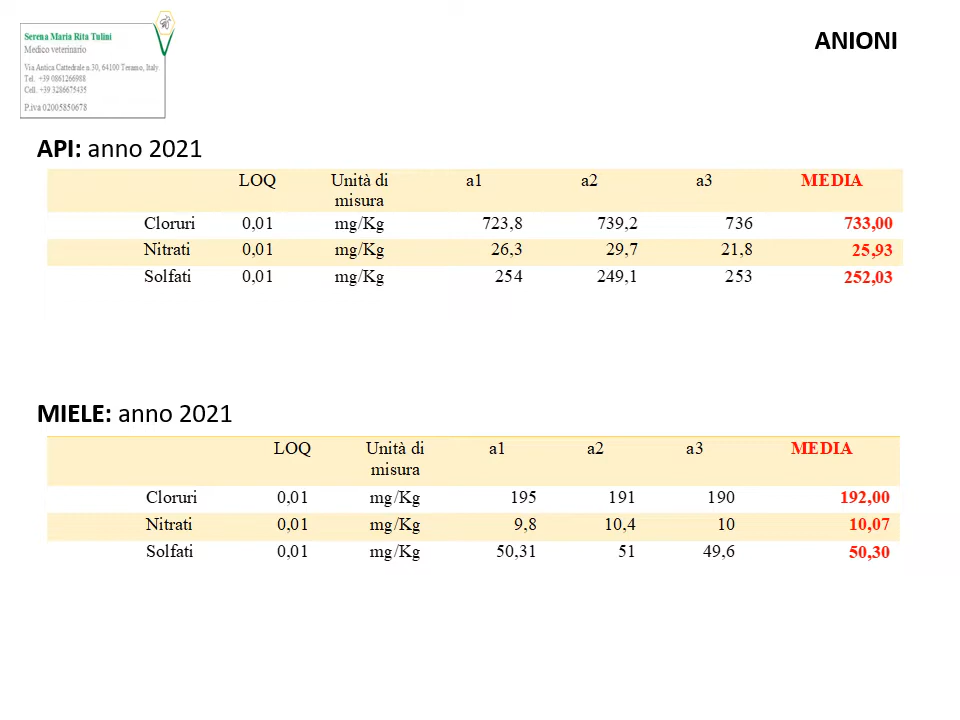 Serena Maria Rita Tulini
Medico veterinario
Via Antica Cattedrale n.30, 64100 Teramo, Italy.
Tel. +39 0861266988
Cell. +39 3286675435
P.iva 02005850678
ANIONI
API: anno 2021
LOQ Unità di misura a1 a2 a3 MEDIA
Cloruri 0,01 mg/Kg 723,8 739,2 736 733,00
Nitrati 0,01 mg/Kg 26,3 29,7 21,8 25,93
Solfati 0,01 mg/Kg 254 249,1 253 252,03
MIELE: anno 2021
LOQ Unità di misura a1 a2 a3 MEDIA
Cloruri 0,01 mg/Kg 195 191 190 192,00
Nitrati 0,01 mg/Kg 9,8 10,4 10 10,07
Solfati 0,01 mg/Kg 50,31 51 49,6 50,30